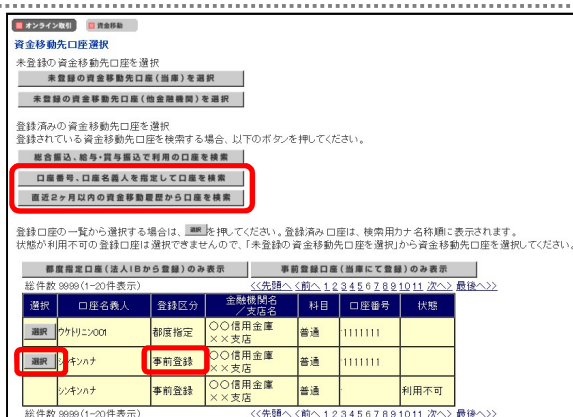 オンライン取引 資金移動
資金移動先口座選択
未登録の資金移動先口座を選択
未登録の資金移動先口座(当庫)を選択
未登録の資金移動先口座(他金融機関)を選択
登録済みの資金移動先口座を選択
登録されている資金移動先口座を検索する場合、以下のボタンを押してください。
総合振込、給与・賞与振込で利用の口座を検索
口座番号、口座名義人を指定して口座を検索
直近2ヶ月以内の資金移動履歴から口座を検索
登録口座の一覧から選択する場合は、選択を押してください。登録済み口座は、検索用カナ名称順に表示されます。
状態が利用不可の登録口座は選択できませんので、「未登録の資金移動先口座を選択」から資金移動先口座を選択してください。
都度指定口座(法人IBから登録)のみ表示 事前登録口座(当庫にて登録)のみ表示
総件数 9999(1-20件表示) <<先頭へ <前へ 1 2 3 4 5 6 7 8 9 10 11 次へ> 最後へ>>
選択 口座名義人 登録区分 金融機関名／支店名 科目 口座番号 状態
選択 ウケトリニン001 都度指定 〇〇信用金庫 ××支店 普通 1111111
選択 シンキンハナ 事前登録 〇〇信用金庫 ××支店 普通 1111111
シンキンハナ 事前登録 〇〇信用金庫 ××支店 普通 利用不可
総件数 9999(1-20件表示) <<先頭へ <前へ 1 2 3 4 5 6 7 8 9 10 11 次へ> 最後へ>>